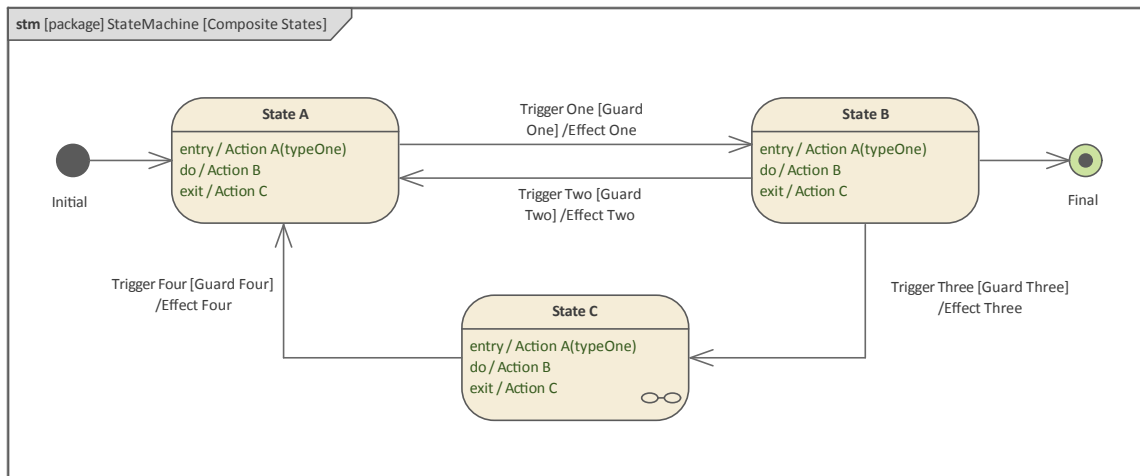 stm [package] StateMachine [Composite States]
State A
entry / Action A(typeOne)
do / Action B
exit / Action C
Trigger One [Guard
One] /Effect One
State B
entry / Action A(typeOne)
do / Action B
exit / Action C
Initial
Trigger Two [Guard
Two] /Effect Two
Final
Trigger Four [Guard Four]
/Effect Four
Trigger Three [Guard Three]
/Effect Three
State C
entry / Action A(typeOne)
do / Action B
exit / Action C